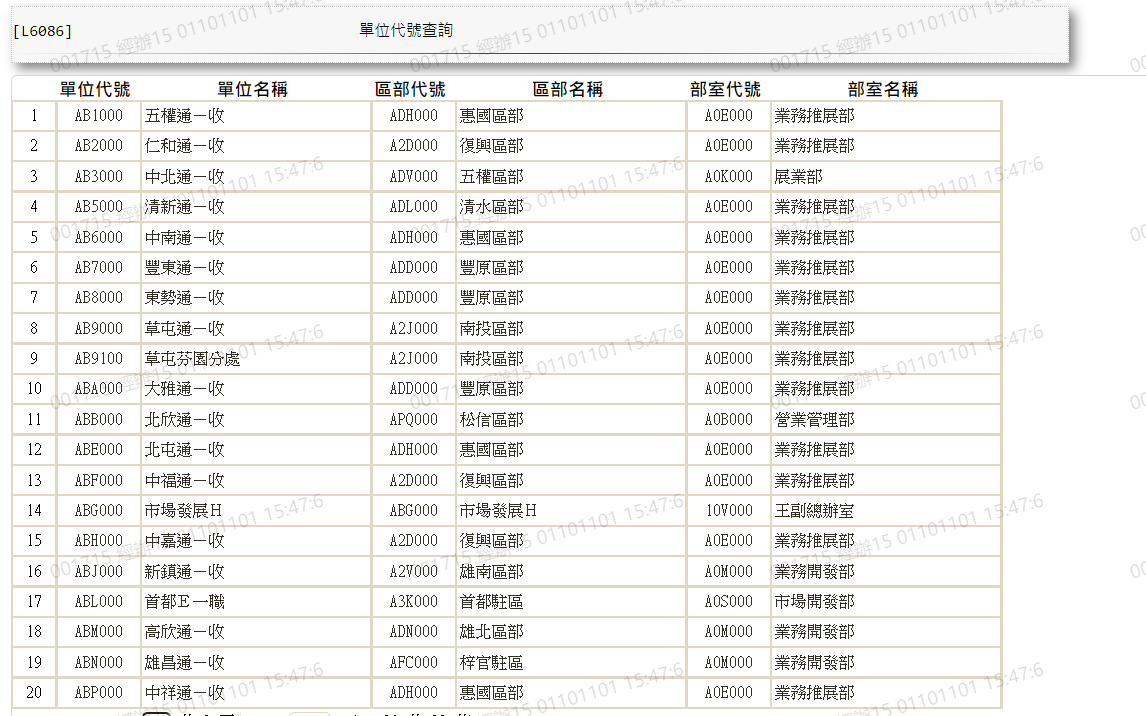 [L6086] 單位代號查詢
單位代號 單位名稱 區部代號 區部名稱 部室代號 部室名稱
1 AB1000 五權通一收 ADH000 惠國區部 A0E000 業務推展部
2 AB2000 仁和通一收 A2D000 復興區部 A0E000 業務推展部
3 AB3000 中北通一收 ADV000 五權區部 A0K000 展業部
4 AB5000 清新通一收 ADL000 清水區部 A0E000 業務推展部
5 AB6000 中南通一收 ADH000 惠國區部 A0E000 業務推展部
6 AB7000 豐東通一收 ADD000 豐原區部 A0E000 業務推展部
7 AB8000 東勢通一收 ADD000 豐原區部 A0E000 業務推展部
8 AB9000 草屯通一收 A2J000 南投區部 A0E000 業務推展部
9 AB9100 草屯芬園分處 A2J000 南投區部 A0E000 業務推展部
10 ABA000 大雅通一收 ADD000 豐原區部 A0E000 業務推展部
11 ABB000 北欣通一收 APQ000 松信區部 A0B000 營業管理部
12 ABE000 北屯通一收 ADH000 惠國區部 A0E000 業務推展部
13 ABF000 中福通一收 A2D000 復興區部 A0E000 業務推展部
14 ABG000 市場發展Ｈ ABG000 市場發展Ｈ 10V000 王副總辦室
15 ABH000 中嘉通一收 A2D000 復興區部 A0E000 業務推展部
16 ABJ000 新鎮通一收 A2V000 雄南區部 A0M000 業務開發部
17 ABL000 首都Ｅ一職 A3K000 首都駐區 A0S000 市場開發部
18 ABM000 高欣通一收 ADN000 雄北區部 A0M000 業務開發部
19 ABN000 雄昌通一收 AFC000 梓官駐區 A0M000 業務開發部
20 ABP000 中祥通一收 ADH000 惠國區部 A0E000 業務推展部
001715 經辦15 01101101 15:47:6